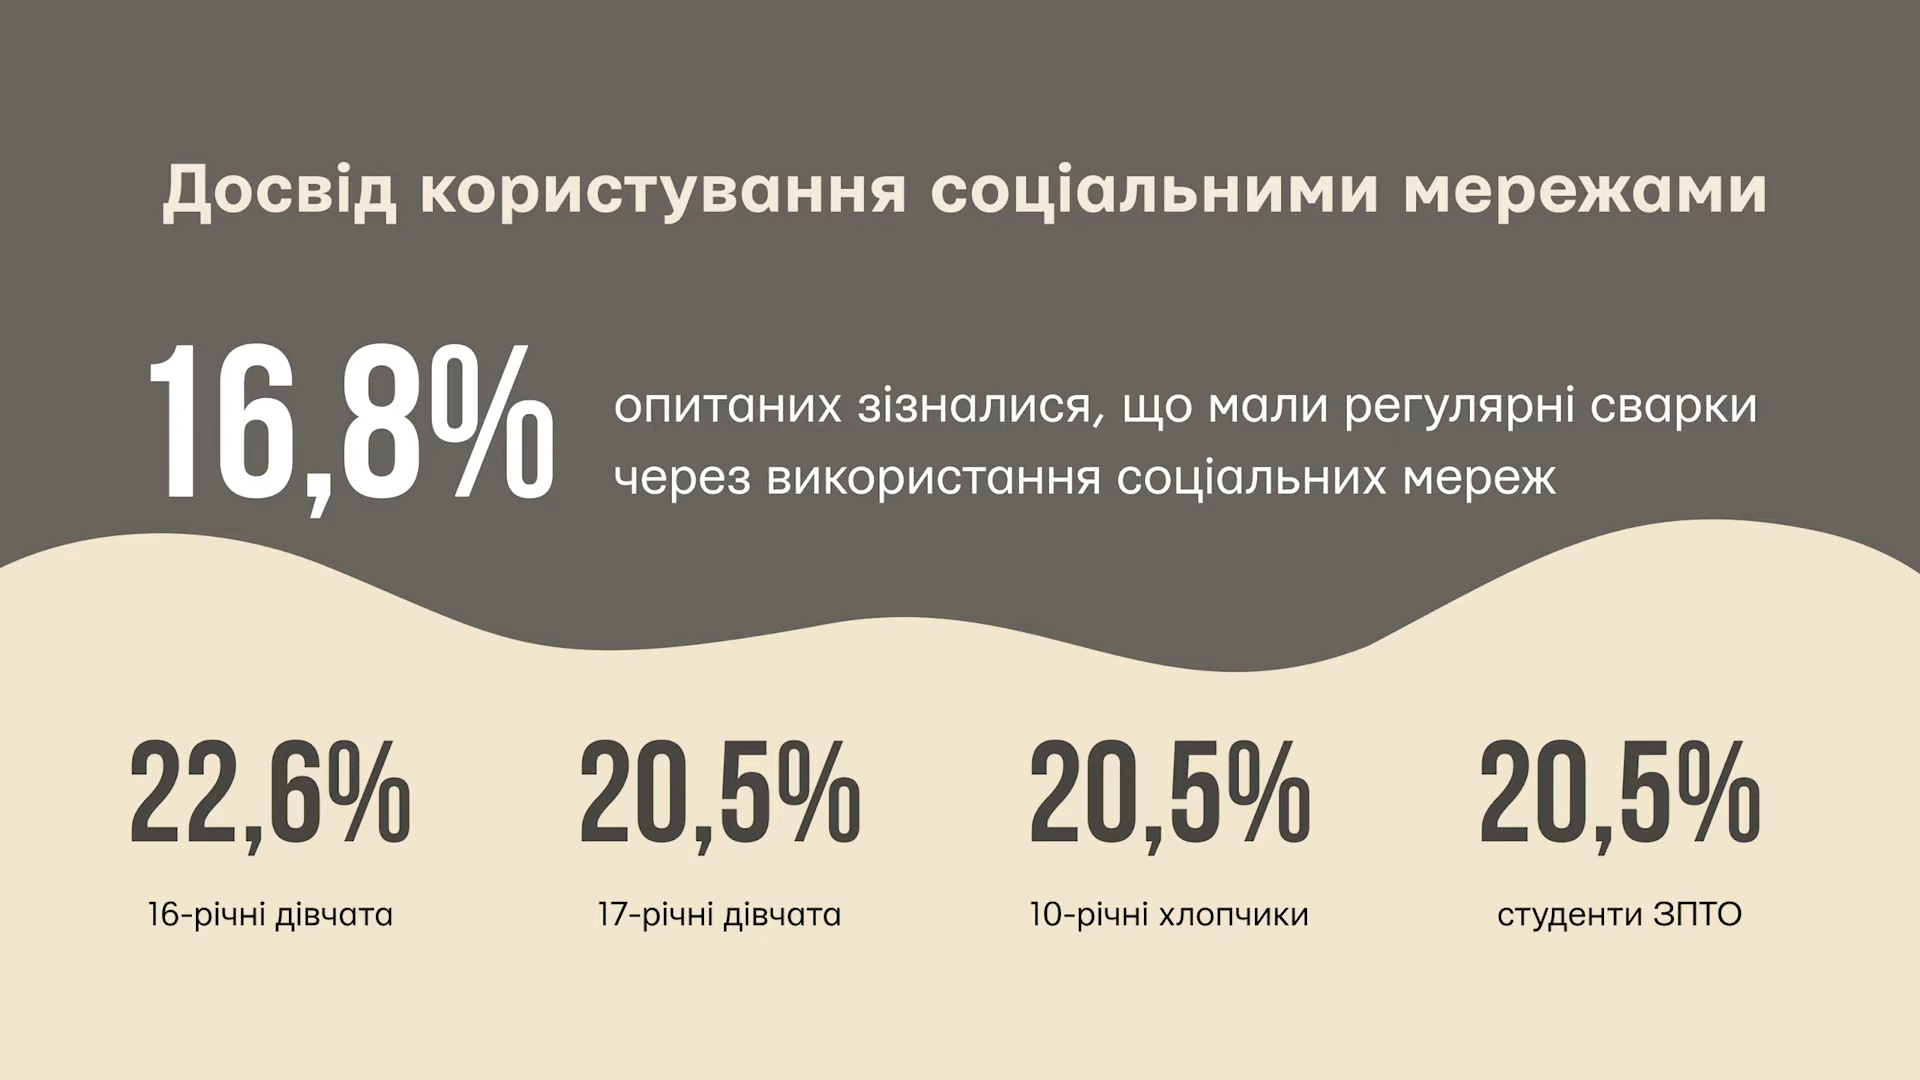 Досвід користування соціальними мережами
16,8%
опитаних зізналися, що мали регулярні сварки
через використання соціальних мереж
22,6%
16-річні дівчата
20,5%
17-річні дівчата
20,5%
10-річні хлопчики
20,5%
студенти ЗПТО